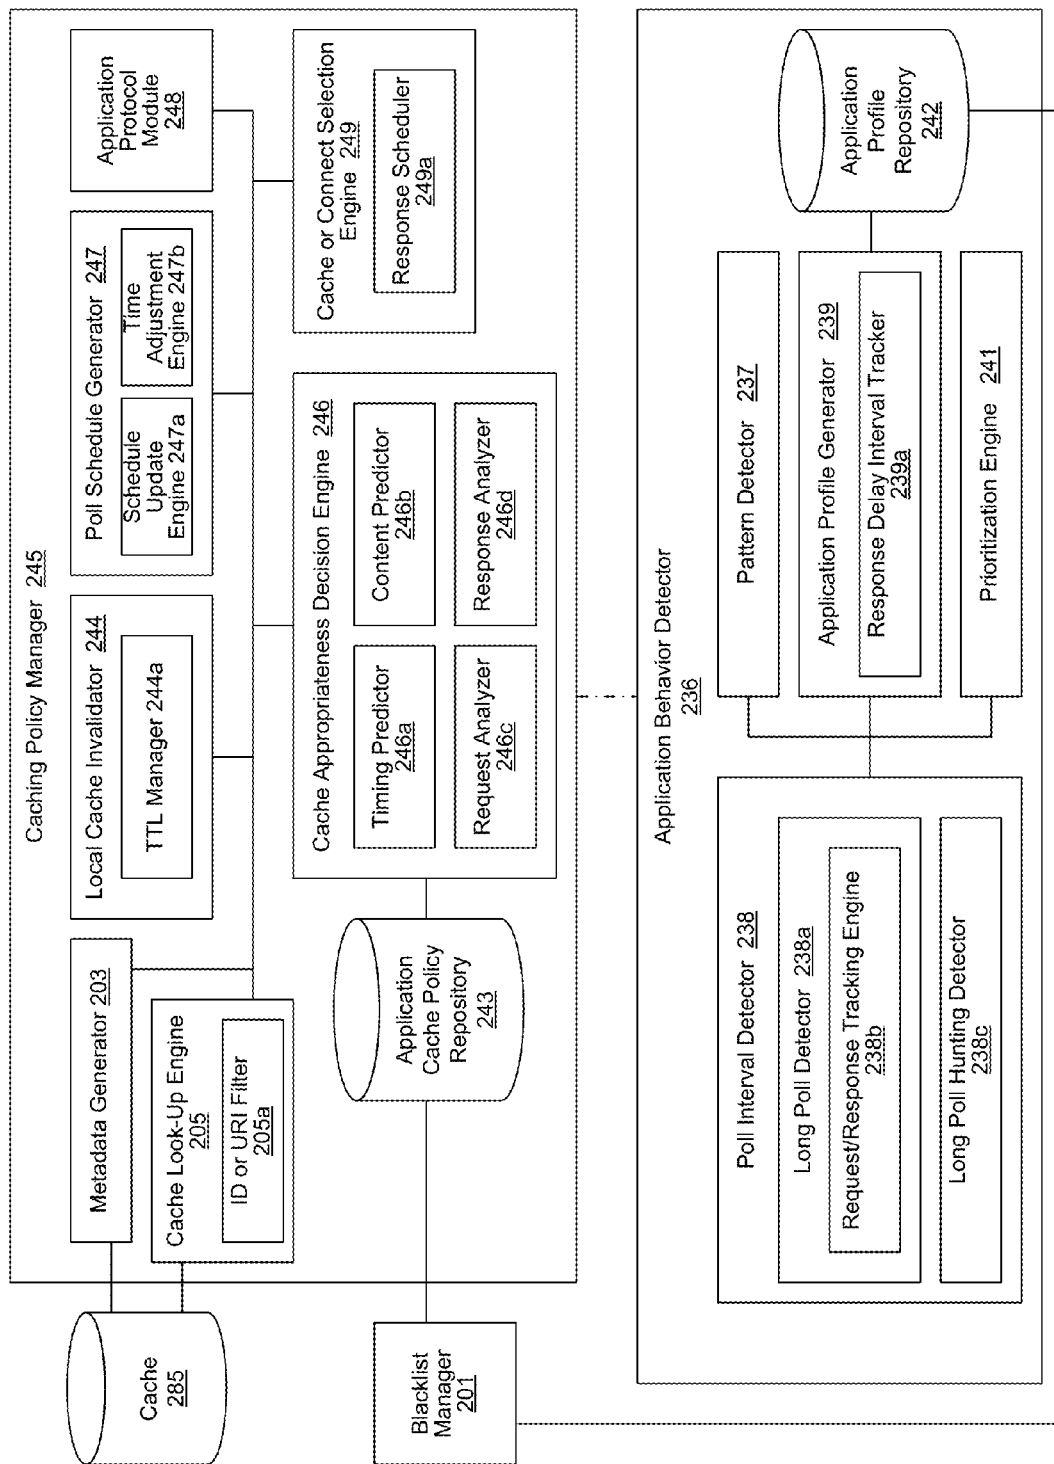 Caching Policy Manager 245
Cache
285
Metadata Generator 203
Cache Look-Up Engine
205
ID or URI Filter
205a
Local Cache Invalidator 244
TTL Manager 244a
Poll Schedule Generator 247
Schedule
Update
Engine 247a
Time
Adjustment
Engine 247b
Application
Protocol
Module
248
Blacklist
Manager
201
Application
Cache Policy
Repository
243
Cache Appropriateness Decision Engine 246
Timing Predictor
246a
Content Predictor
246b
Request Analyzer
246c
Response Analyzer
246d
Cache or Connect Selection
Engine 249
Response Scheduler
249a
Application Behavior Detector
236
Poll Interval Detector 238
Long Poll Detector 238a
Request/Response Tracking Engine
238b
Long Poll Hunting Detector
238c
Pattern Detector 237
Application Profile Generator 239
Response Delay Interval Tracker
239a
Prioritization Engine 241
Application
Profile
Repository
242